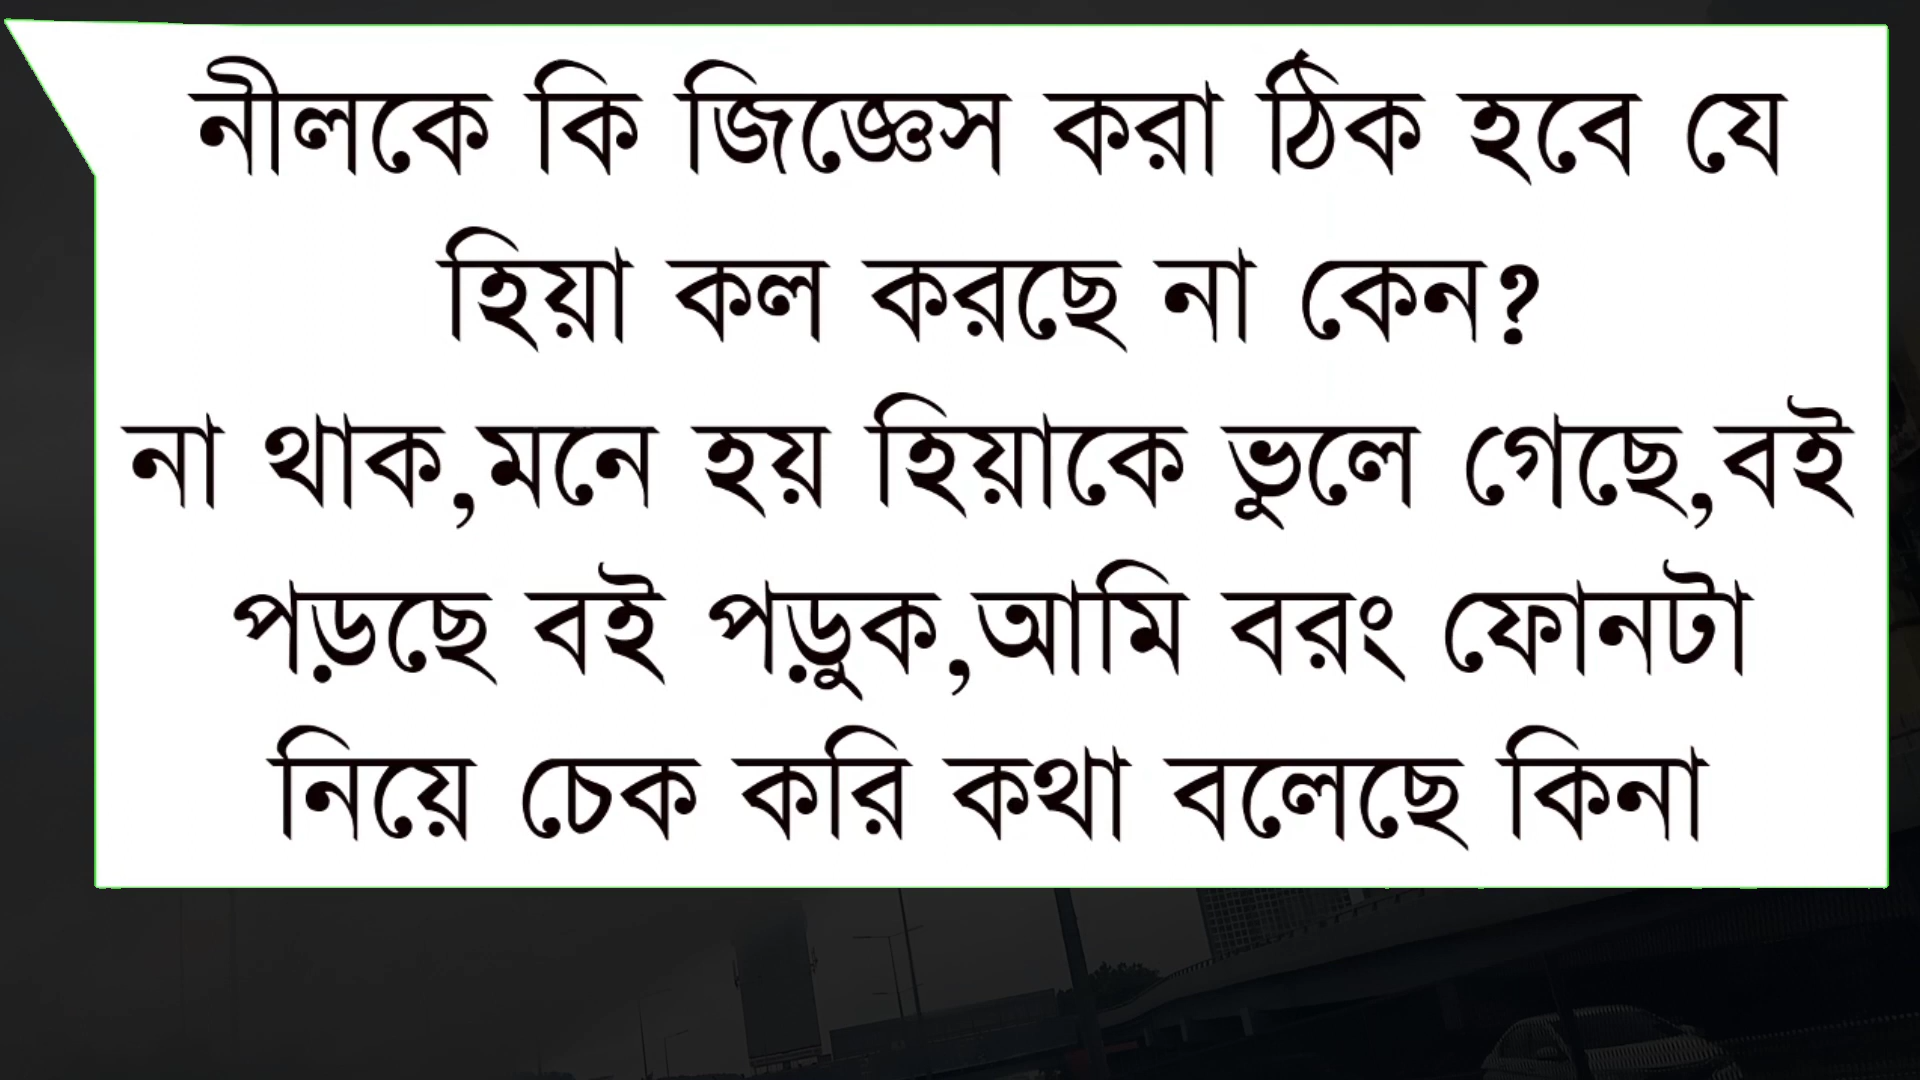 নীলকে কি জিজ্ঞেস করা ঠিক হবে যে
হিয়া কল করছে না কেন?
না থাক,মনে হয় হিয়াকে ভুলে গেছে,বই
পড়ছে বই পড়ুক,আমি বরং ফোনটা
নিয়ে চেক করি কথা বলেছে কিনা